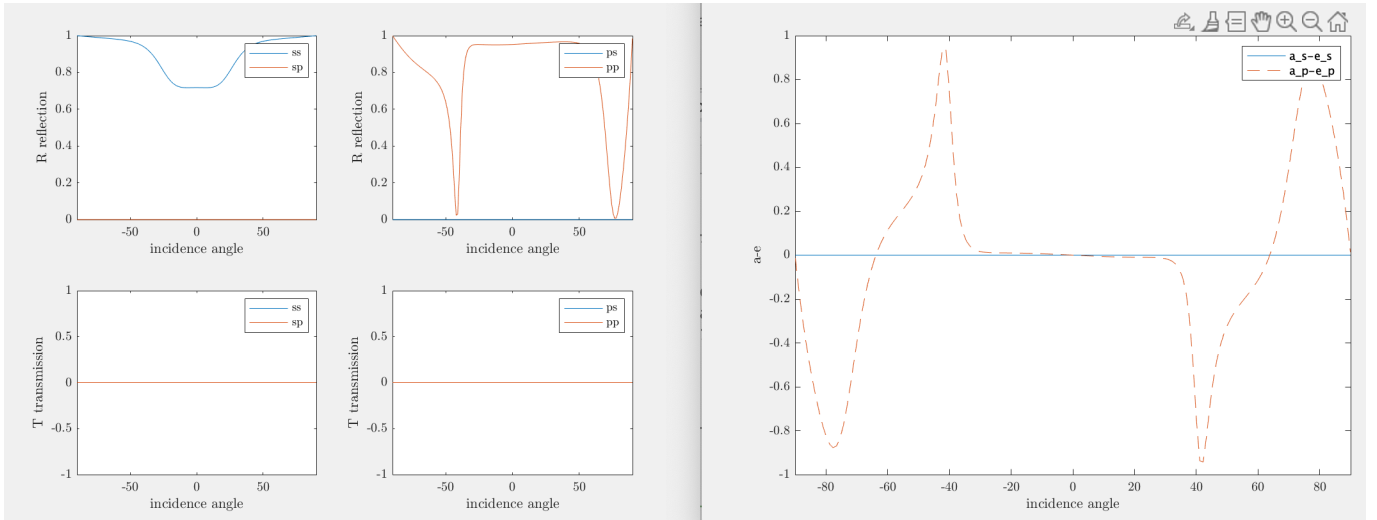 1
0.8
0.6
0.4
0.2
0
R reflection
-50 0 50
incidence angle
ss
sp
1
0.8
0.6
0.4
0.2
0
R reflection
-50 0 50
incidence angle
ps
pp
1
0.5
0
-0.5
-1
T transmission
-50 0 50
incidence angle
ss
sp
1
0.5
0
-0.5
-1
T transmission
-50 0 50
incidence angle
ps
pp
1
0.8
0.6
0.4
0.2
0
-0.2
-0.4
-0.6
-0.8
-1
a-e
-80 -60 -40 -20 0 20 40 60 80
incidence angle
a_s-e_s
a_p-e_p